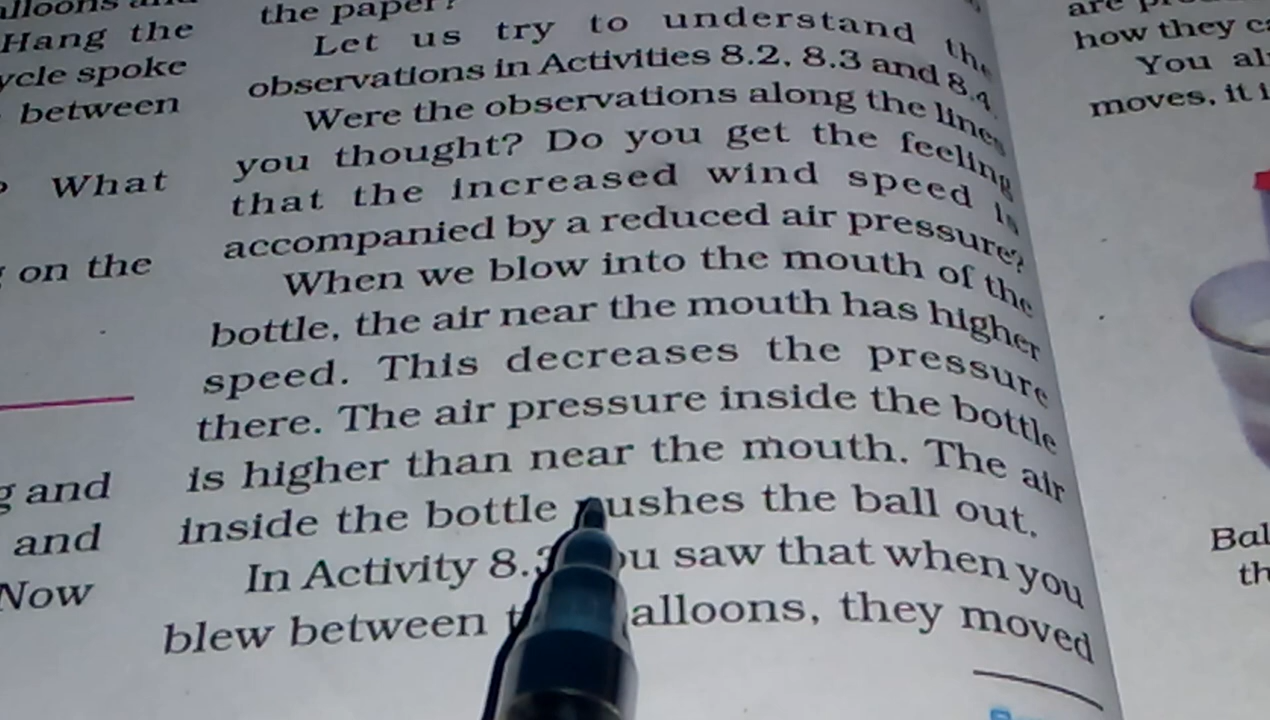 alloons and
Hang the
ycle spoke
between
What
on the
g and
and
Now
the paper?
Let us try to understand the
observations in Activities 8.2, 8.3 and 8.4.
Were the observations along the lines
you thought? Do you get the feeling
that the increased wind speed is
accompanied by a reduced air pressure?
When we blow into the mouth of the
bottle, the air near the mouth has higher
speed. This decreases the pressure
there. The air pressure inside the bottle
is higher than near the mouth. The air
inside the bottle pushes the ball out.
In Activity 8.3 you saw that when you
blew between alloons, they moved
are
how they
You
moves, it
Bal
th